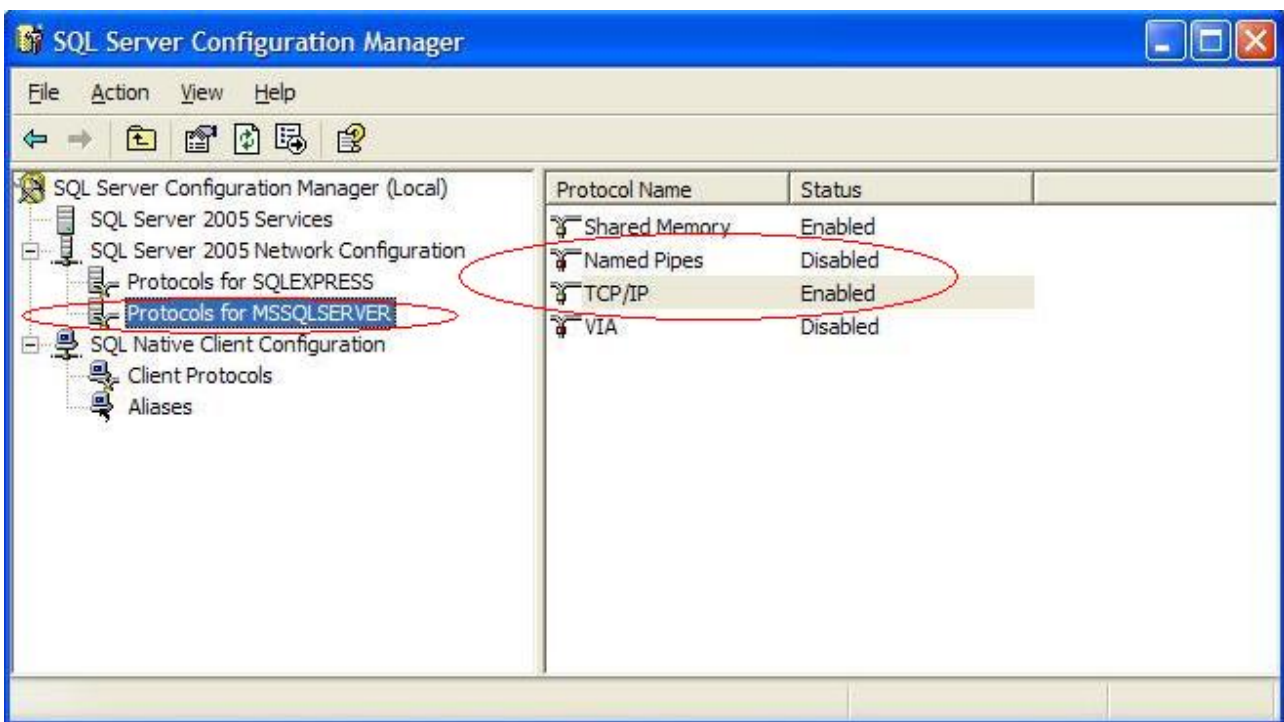 SQL Server Configuration Manager
File Action View Help
SQL Server Configuration Manager (Local)
SQL Server 2005 Services
SQL Server 2005 Network Configuration
Protocols for SQLEXPRESS
Protocols for MSSQLSERVER
SQL Native Client Configuration
Client Protocols
Aliases
Protocol Name Status
Shared Memory Enabled
Named Pipes Disabled
TCP/IP Enabled
VIA Disabled